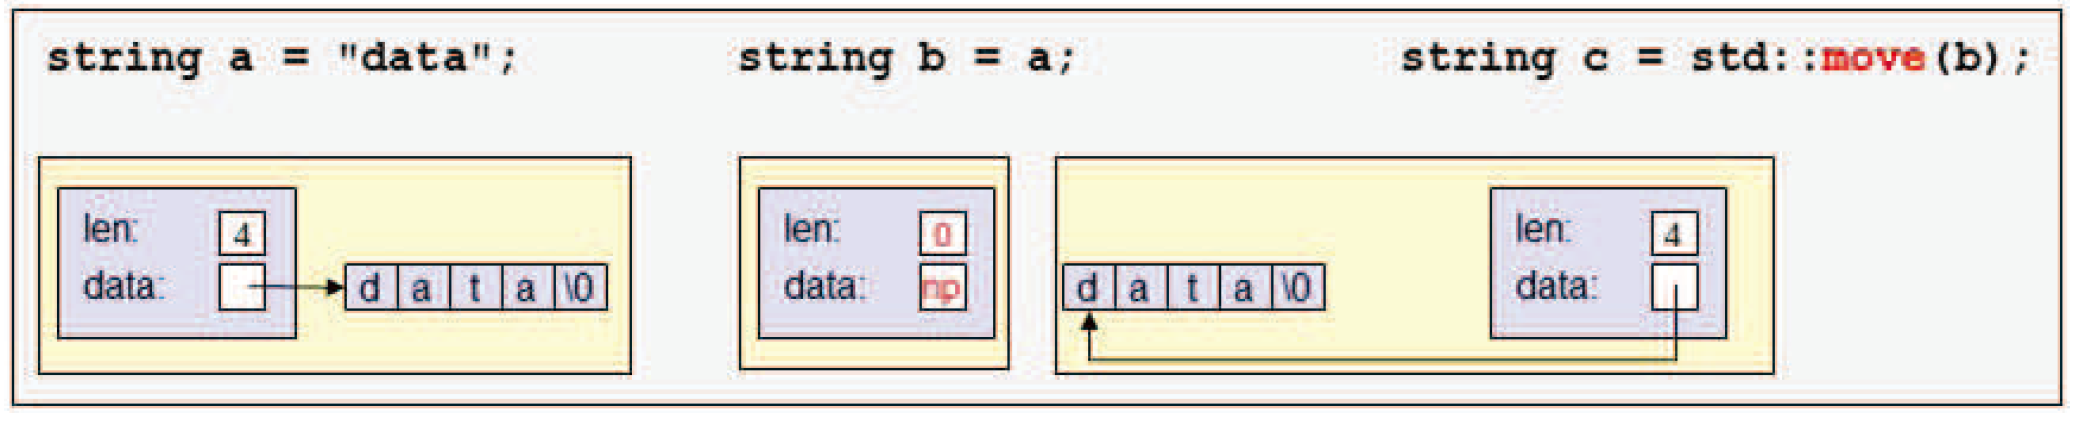 string a = "data";    string b = a;    string c = std::move(b);
len: 4    len: 0    len: 4
data: d a t a \0    data: np d a t a \0    data: